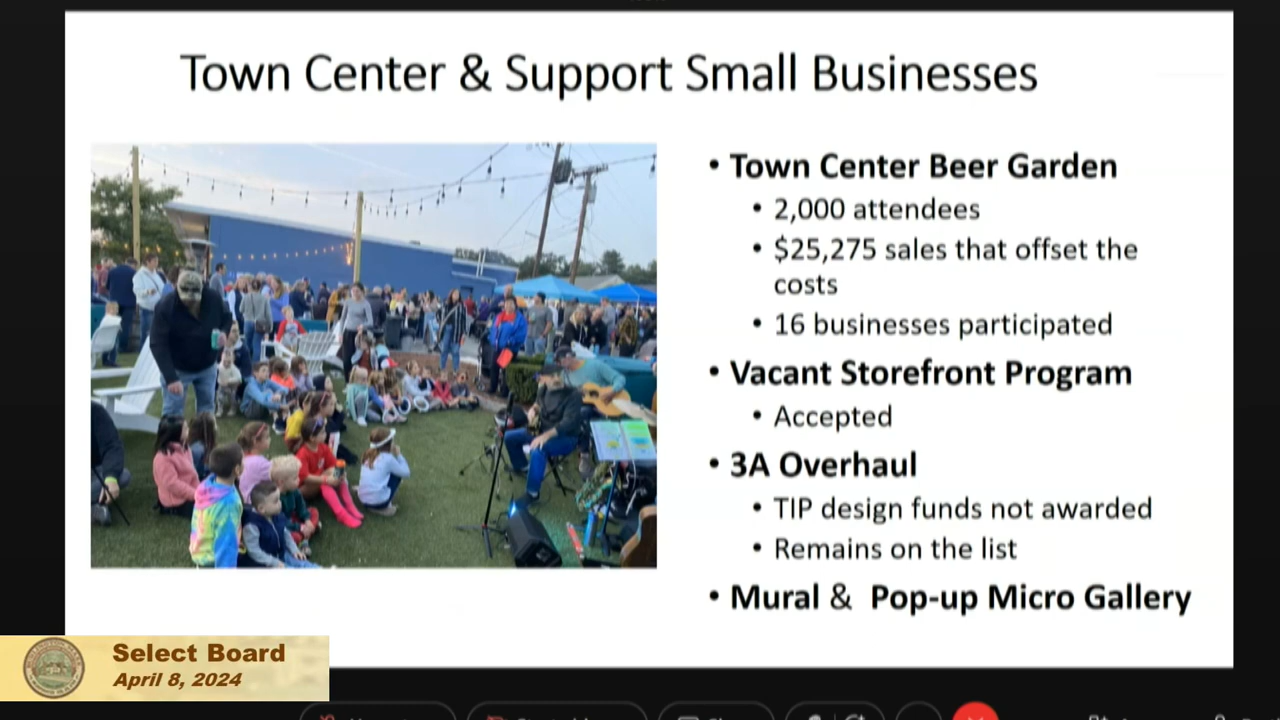 Town Center & Support Small Businesses
• Town Center Beer Garden
• 2,000 attendees
• $25,275 sales that offset the
costs
• 16 businesses participated
• Vacant Storefront Program
• Accepted
• 3A Overhaul
• TIP design funds not awarded
• Remains on the list
• Mural & Pop-up Micro Gallery
Select Board
April 8, 2024